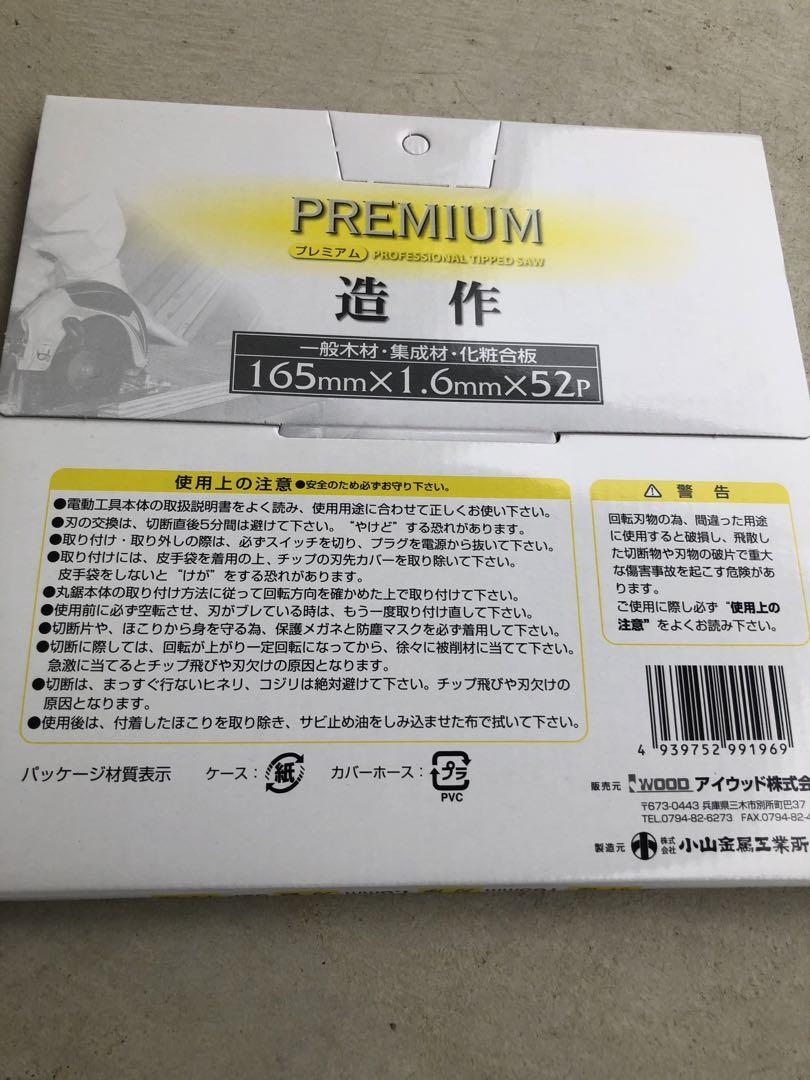 PREMIUM
プレミアム PROFESSIONAL TIPPED SAW
造 作
一般木材・集成材・化粧合板
165mm×1.6mm×52P
使用上の注意 ●安全のため必ずお守り下さい。
●電動工具本体の取扱説明書をよく読み、使用用途に合わせて正しくお使い下さい。
●刃の交換は、切断直後5分間は避けて下さい。“やけど”する恐れがあります。
●取り付け・取り外しの際は、必ずスイッチを切り、プラグを電源から抜いて下さい。
●取り付けには、皮手袋を着用の上、チップの刃先カバーを取り除いて下さい。
皮手袋をしないと“けが”をする恐れがあります。
●丸鋸本体の取り付け方法に従って回転方向を確かめた上で取り付けて下さい。
●使用前に必ず空転させ、刃がブレている時は、もう一度取り付け直して下さい。
●切断片や、ほこりから身を守る為、保護メガネと防塵マスクを必ず着用して下さい。
●切断に際しては、回転が上がり一定回転になってから、徐々に被削材に当てて下さい。
急激に当てるとチップ飛びや刃欠けの原因となります。
●切断は、まっすぐ行ないヒネリ、コジリは絶対避けて下さい。チップ飛びや刃欠けの
原因となります。
●使用後は、付着したほこりを取り除き、サビ止め油をしみ込ませた布で拭いて下さい。
⚠ 警 告
回転刃物の為、間違った用途
に使用すると破損し、飛散し
た切断物や刃物の破片で重大
な傷害事故を起こす危険があ
ります。
ご使用に際し必ず“使用上の
注意”をよくお読み下さい。
4 939752 991969
パッケージ材質表示 ケース： 紙 カバーホース： プラ
PVC
販売元 WOOD アイウッド株式会
〒673-0443 兵庫県三木市別所町巴37
TEL.0794-82-6273 FAX.0794-82-4
製造元 株式会社 小山金属工業所